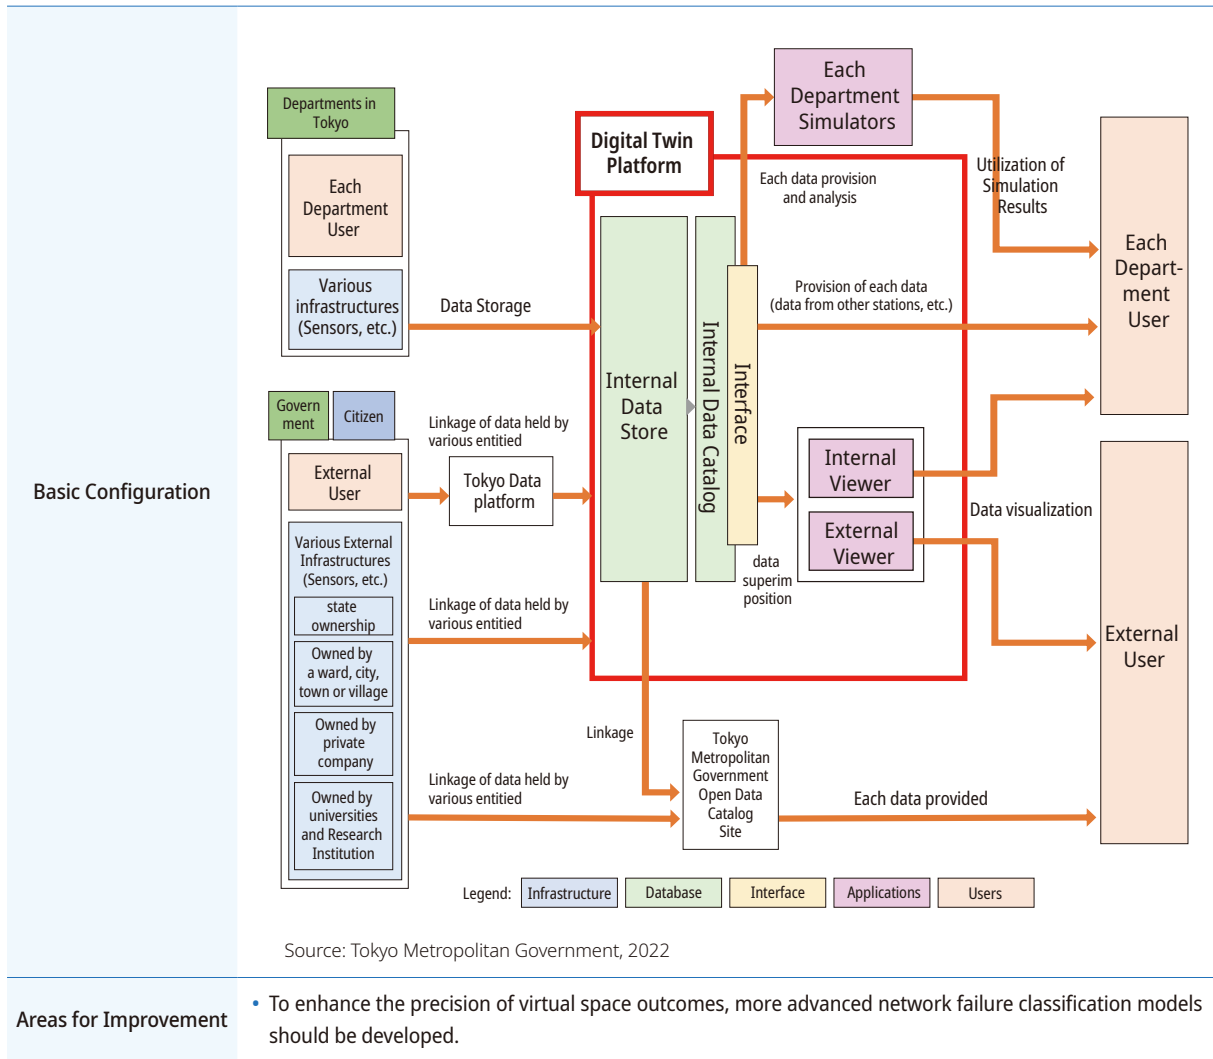 Basic Configuration
Departments in
Tokyo
Each
Department
User
Various
infrastructures
(Sensors, etc.)
Data Storage
Govern
ment
Citizen
External
User
Various External
Infrastructures
(Sensors, etc.)
state
ownership
Owned by
a ward, city,
town or village
Owned by
private
company
Owned by
universities
and Research
Institution
Linkage of data held by
various entitied
Tokyo Data
platform
Linkage of data held by
various entitied
Linkage of data held by
various entitied
Digital Twin
Platform
Internal
Data
Store
Internal Data Catalog
Interface
Each
Department
Simulators
Each data provision
and analysis
Utilization of
Simulation
Results
Provision of each data
(data from other stations, etc.)
Internal
Viewer
External
Viewer
data
superim
position
Data visualization
Each
Depart-
ment
User
External
User
Linkage
Tokyo
Metropolitan
Government
Open Data
Catalog
Site
Each data provided
Legend:
Infrastructure
Database
Interface
Applications
Users
Source: Tokyo Metropolitan Government, 2022
Areas for Improvement
• To enhance the precision of virtual space outcomes, more advanced network failure classification models
should be developed.